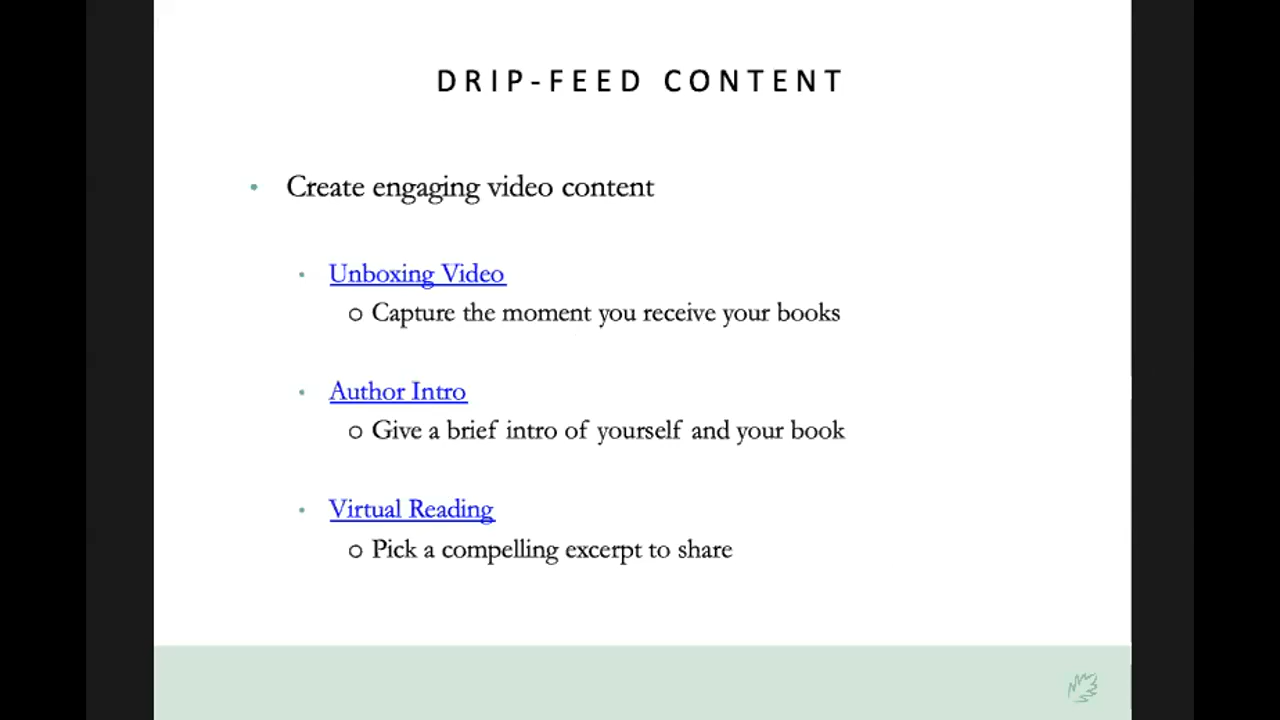 DRIP-FEED CONTENT
• Create engaging video content
• Unboxing Video
o Capture the moment you receive your books
• Author Intro
o Give a brief intro of yourself and your book
• Virtual Reading
o Pick a compelling excerpt to share